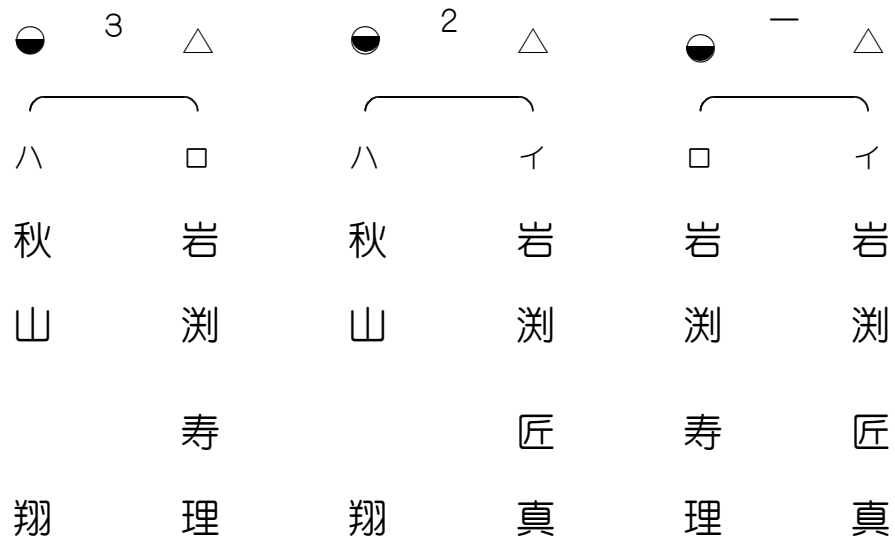 一
△ イ 岩渕匠真
◒ ロ 岩渕寿理
2
△ イ 岩渕匠真
◒ ハ 秋山翔
3
△ ロ 岩渕寿理
◒ ハ 秋山翔